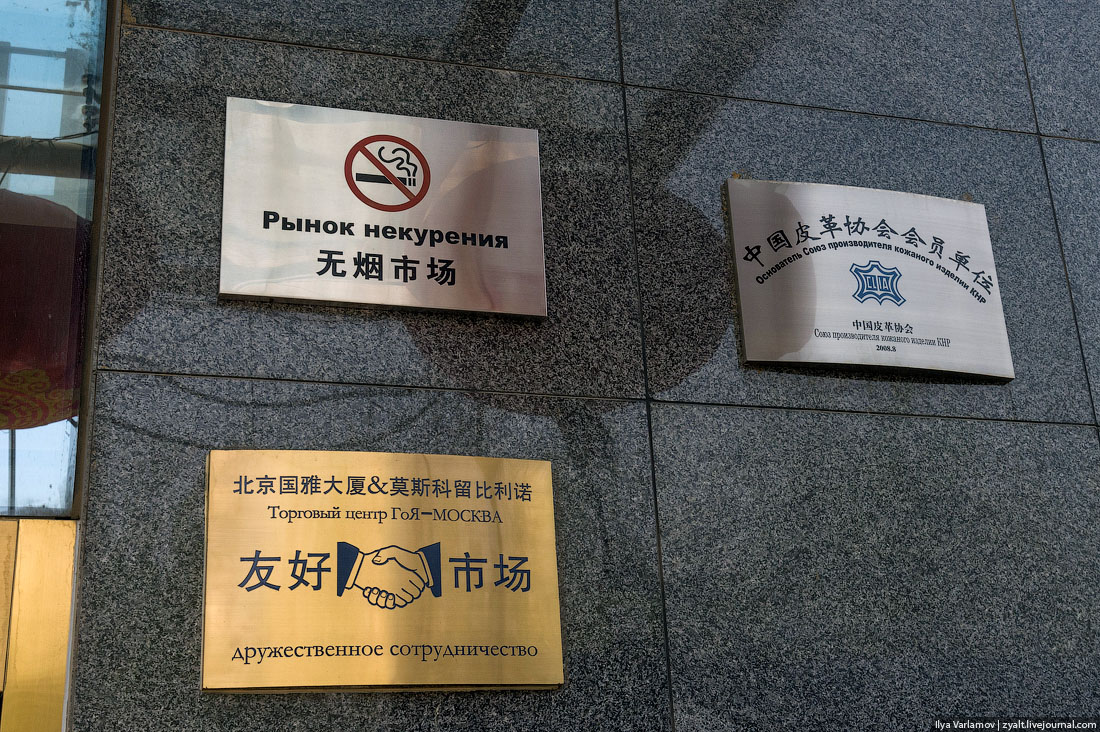 Рынок некурения
无烟市场
中国皮革协会会员单位
Основатель Союз производителя кожаного изделии КНР
中国皮革协会
Союз производителя кожаного изделии КНР
2008.8
北京国雅大厦&莫斯科留比利诺
Торговый центр ГоЯ–МОСКВА
友好 市场
дружественное сотрудничество
Ilya Varlamov | zyalt.livejournal.com